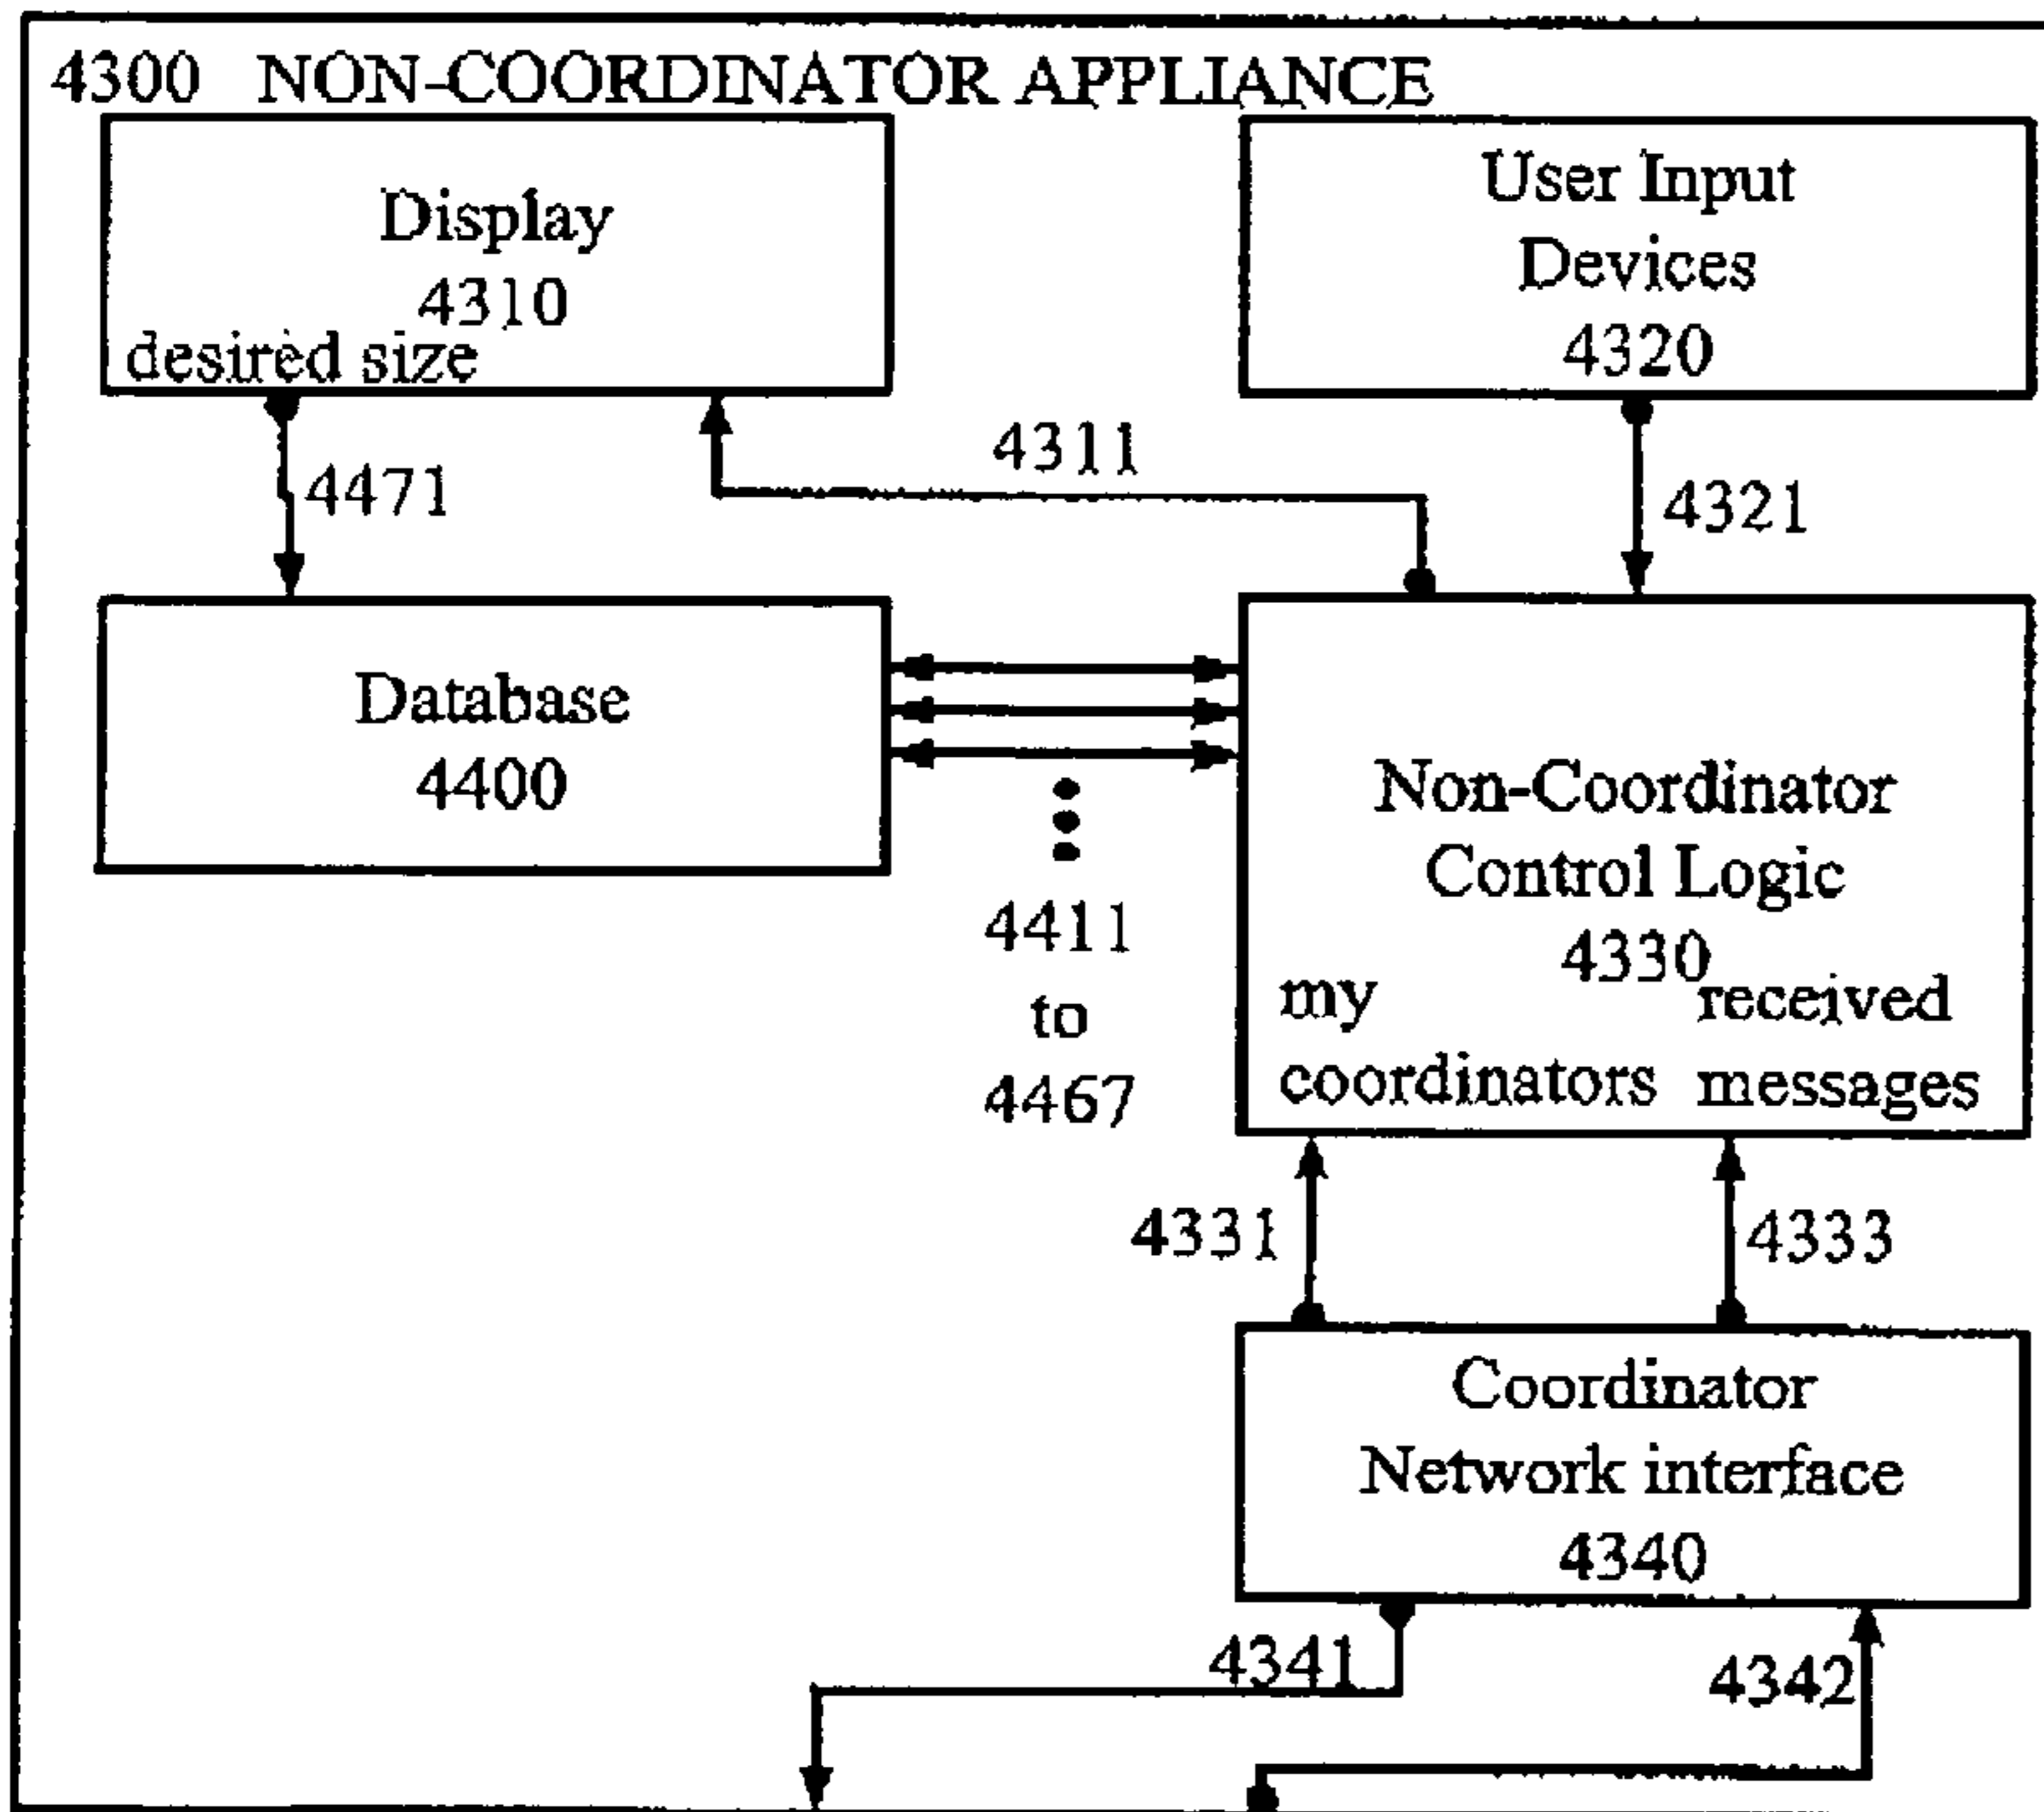 4300 NON-COORDINATOR APPLIANCE
Display
4310
desired size
User Input
Devices
4320
4471
4311
4321
Database
4400
4411
to
4467
Non-Coordinator
Control Logic
4330
my received
coordinators messages
4331
4333
Coordinator
Network interface
4340
4341
4342